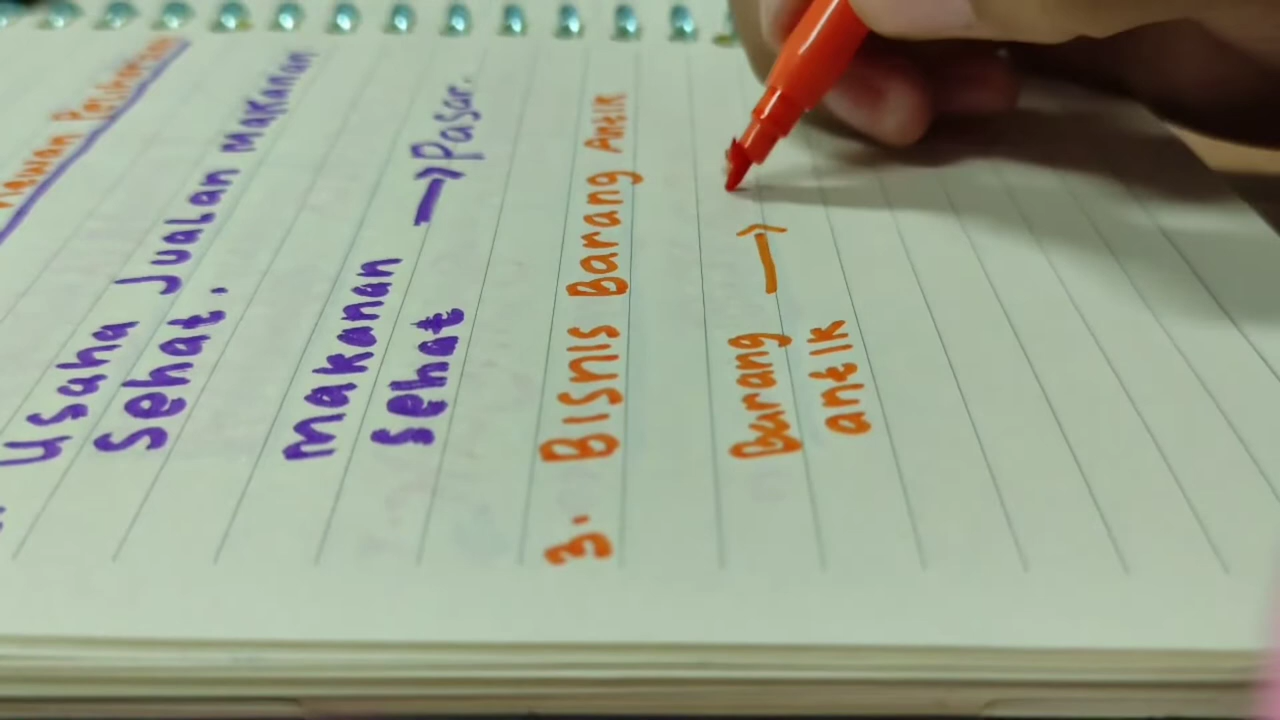 Usaha Jualan Makanan
Sehat.
Makanan → Pasar.
Sehat
3. Bisnis Barang Antik
Barang →
antik